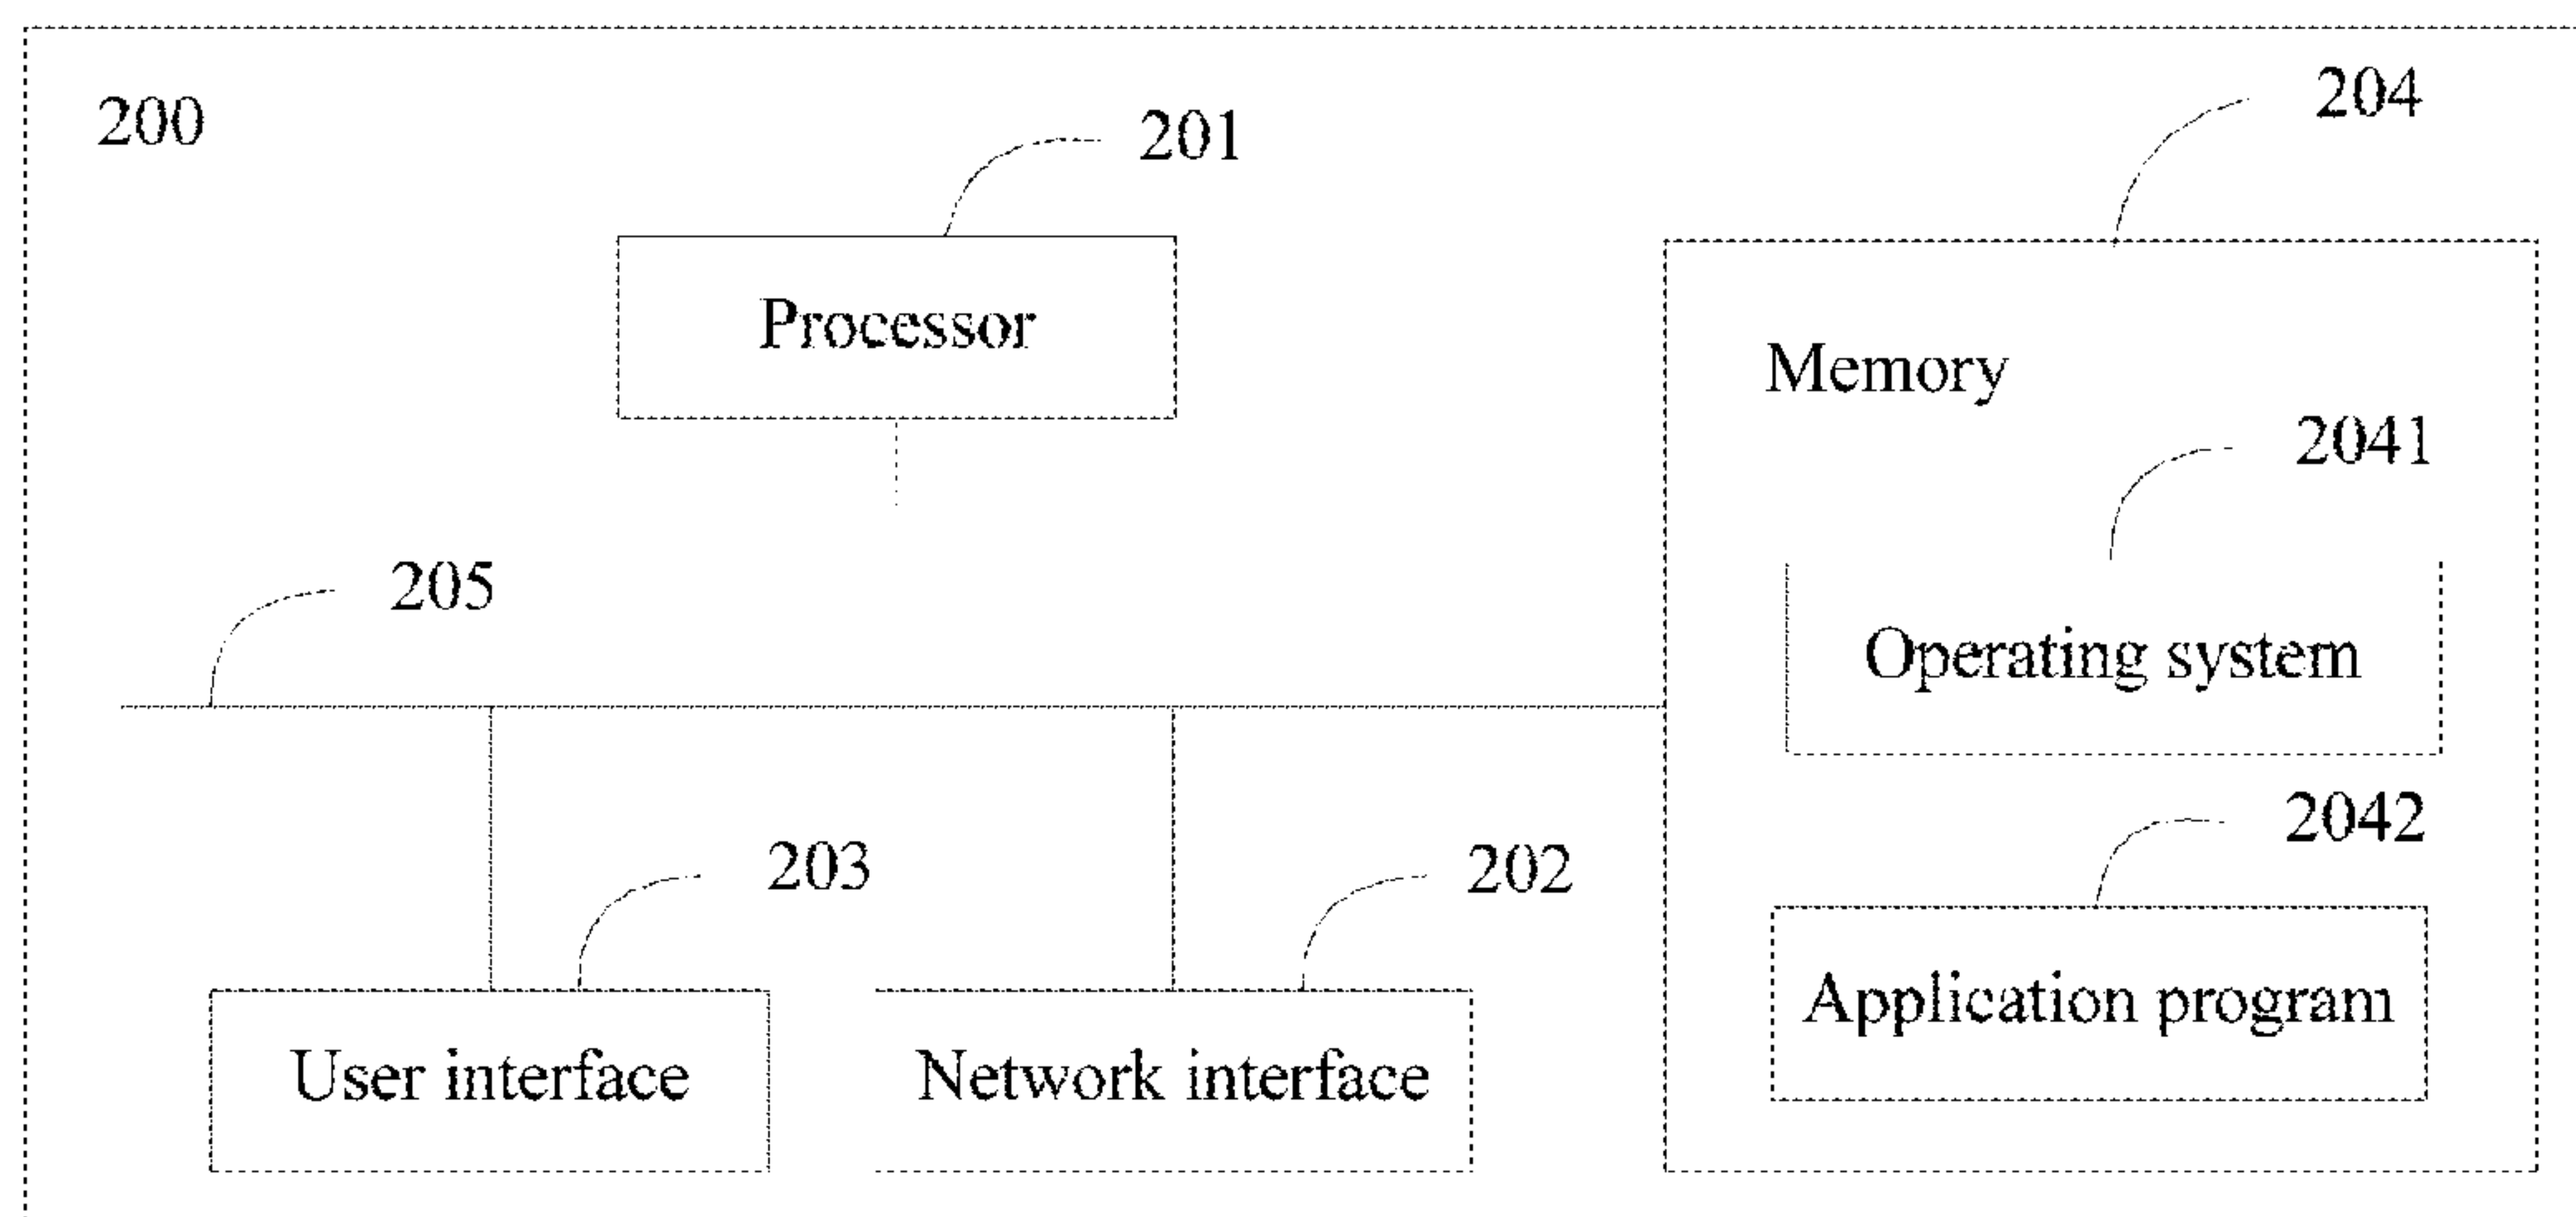 200
201
204
Processor
Memory
2041
205
Operating system
2042
203
202
Application program
User interface
Network interface